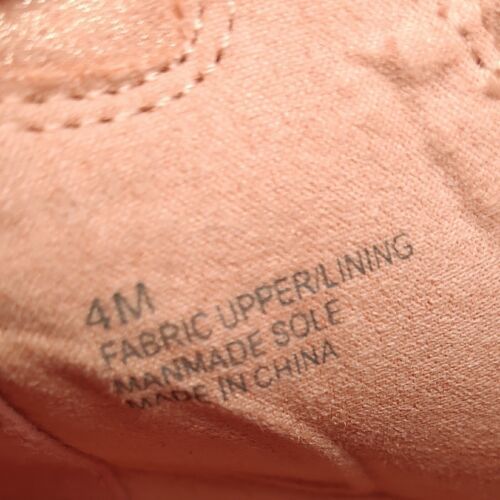 4M
FABRIC UPPER/LINING
MANMADE SOLE
MADE IN CHINA